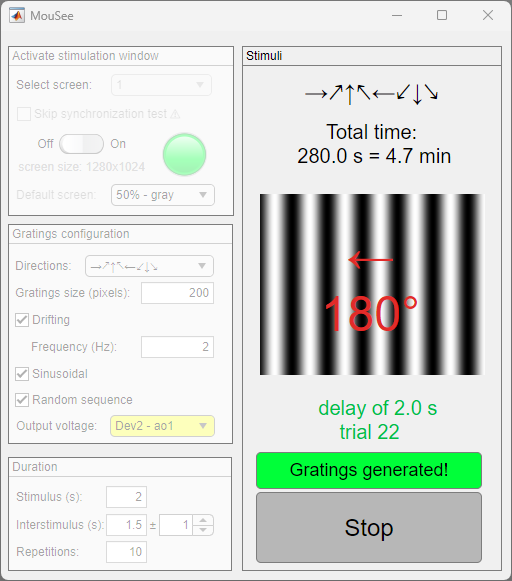 MouSee
Activate stimulation window
Select screen: 1
Skip synchronization test ⚠
Off On
screen size: 1280x1024
Default screen: 50% - gray
Gratings configuration
Directions: →↗↑↖←↙↓↘
Gratings size (pixels): 200
Drifting
Frequency (Hz): 2
Sinusoidal
Random sequence
Output voltage: Dev2 - ao1
Duration
Stimulus (s): 2
Interstimulus (s): 1.5 ± 1
Repetitions: 10
Stimuli
→↗↑↖←↙↓↘
Total time:
280.0 s = 4.7 min
←
180°
delay of 2.0 s
trial 22
Gratings generated!
Stop